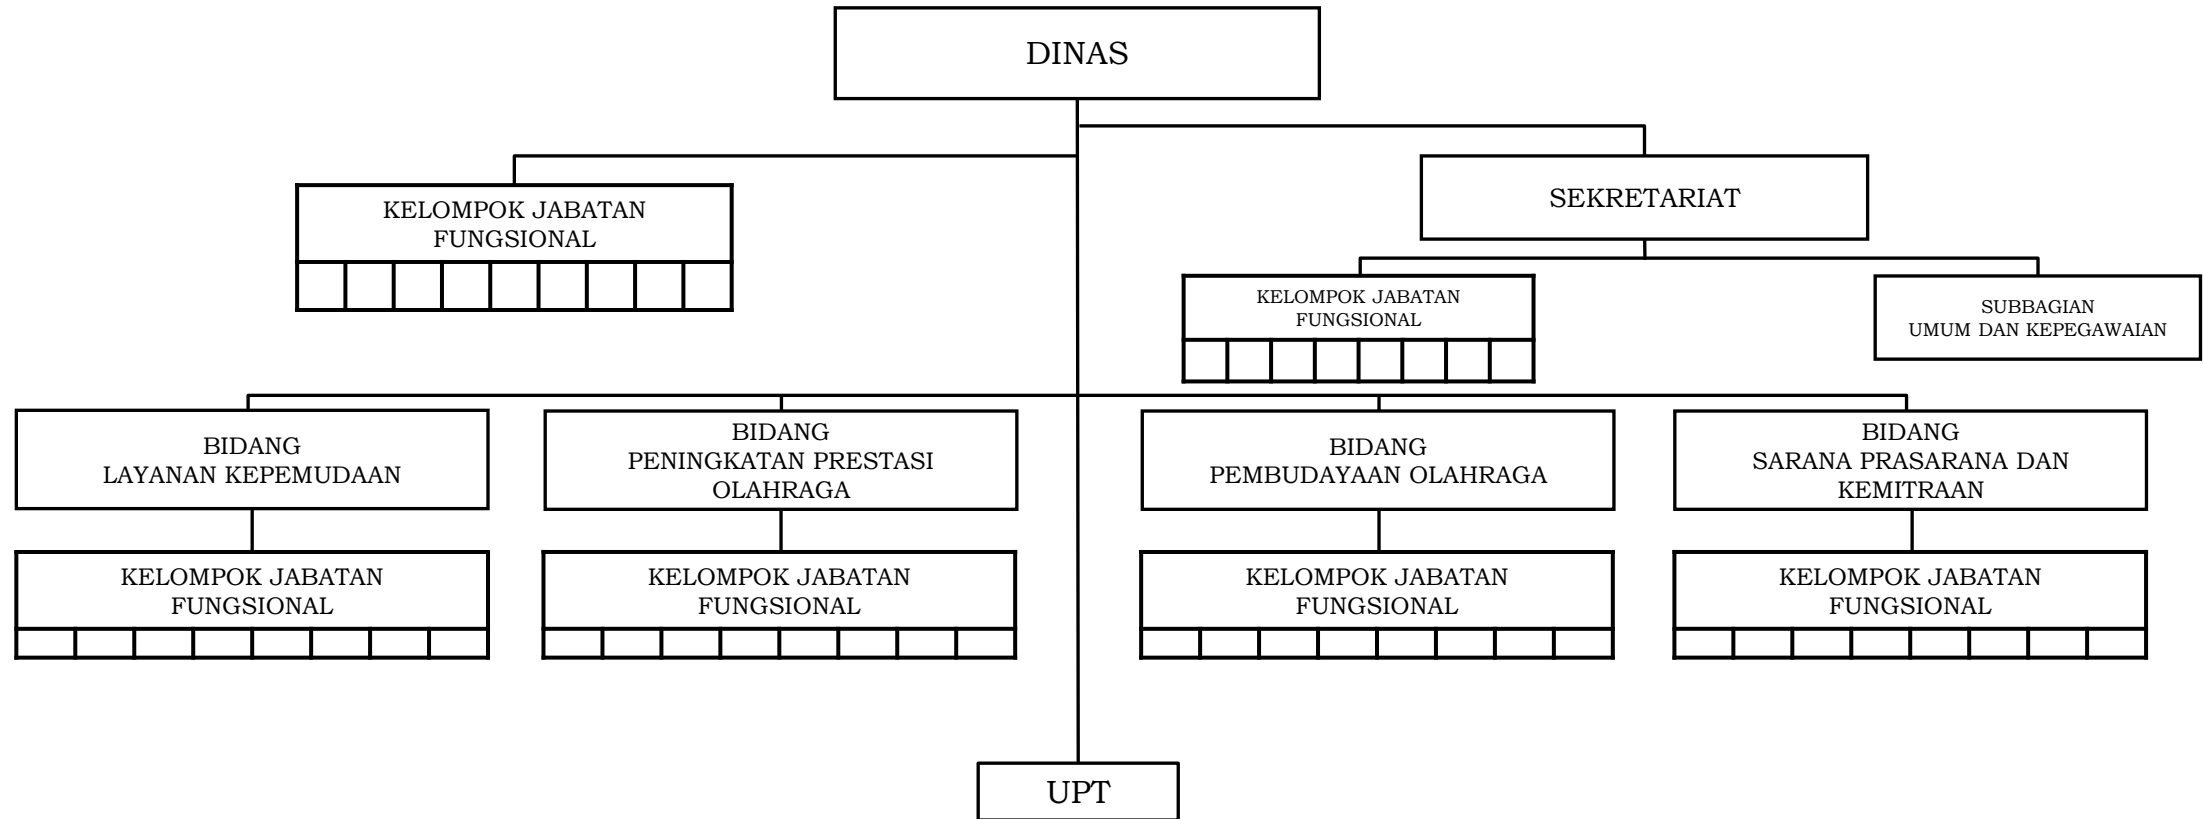 DINAS
KELOMPOK JABATAN
FUNGSIONAL
SEKRETARIAT
KELOMPOK JABATAN
FUNGSIONAL
SUBBAGIAN
UMUM DAN KEPEGAWAIAN
BIDANG
LAYANAN KEPEMUDAAN
BIDANG
PENINGKATAN PRESTASI
OLAHRAGA
BIDANG
PEMBUDAYAAN OLAHRAGA
BIDANG
SARANA PRASARANA DAN
KEMITRAAN
KELOMPOK JABATAN
FUNGSIONAL
KELOMPOK JABATAN
FUNGSIONAL
KELOMPOK JABATAN
FUNGSIONAL
KELOMPOK JABATAN
FUNGSIONAL
UPT